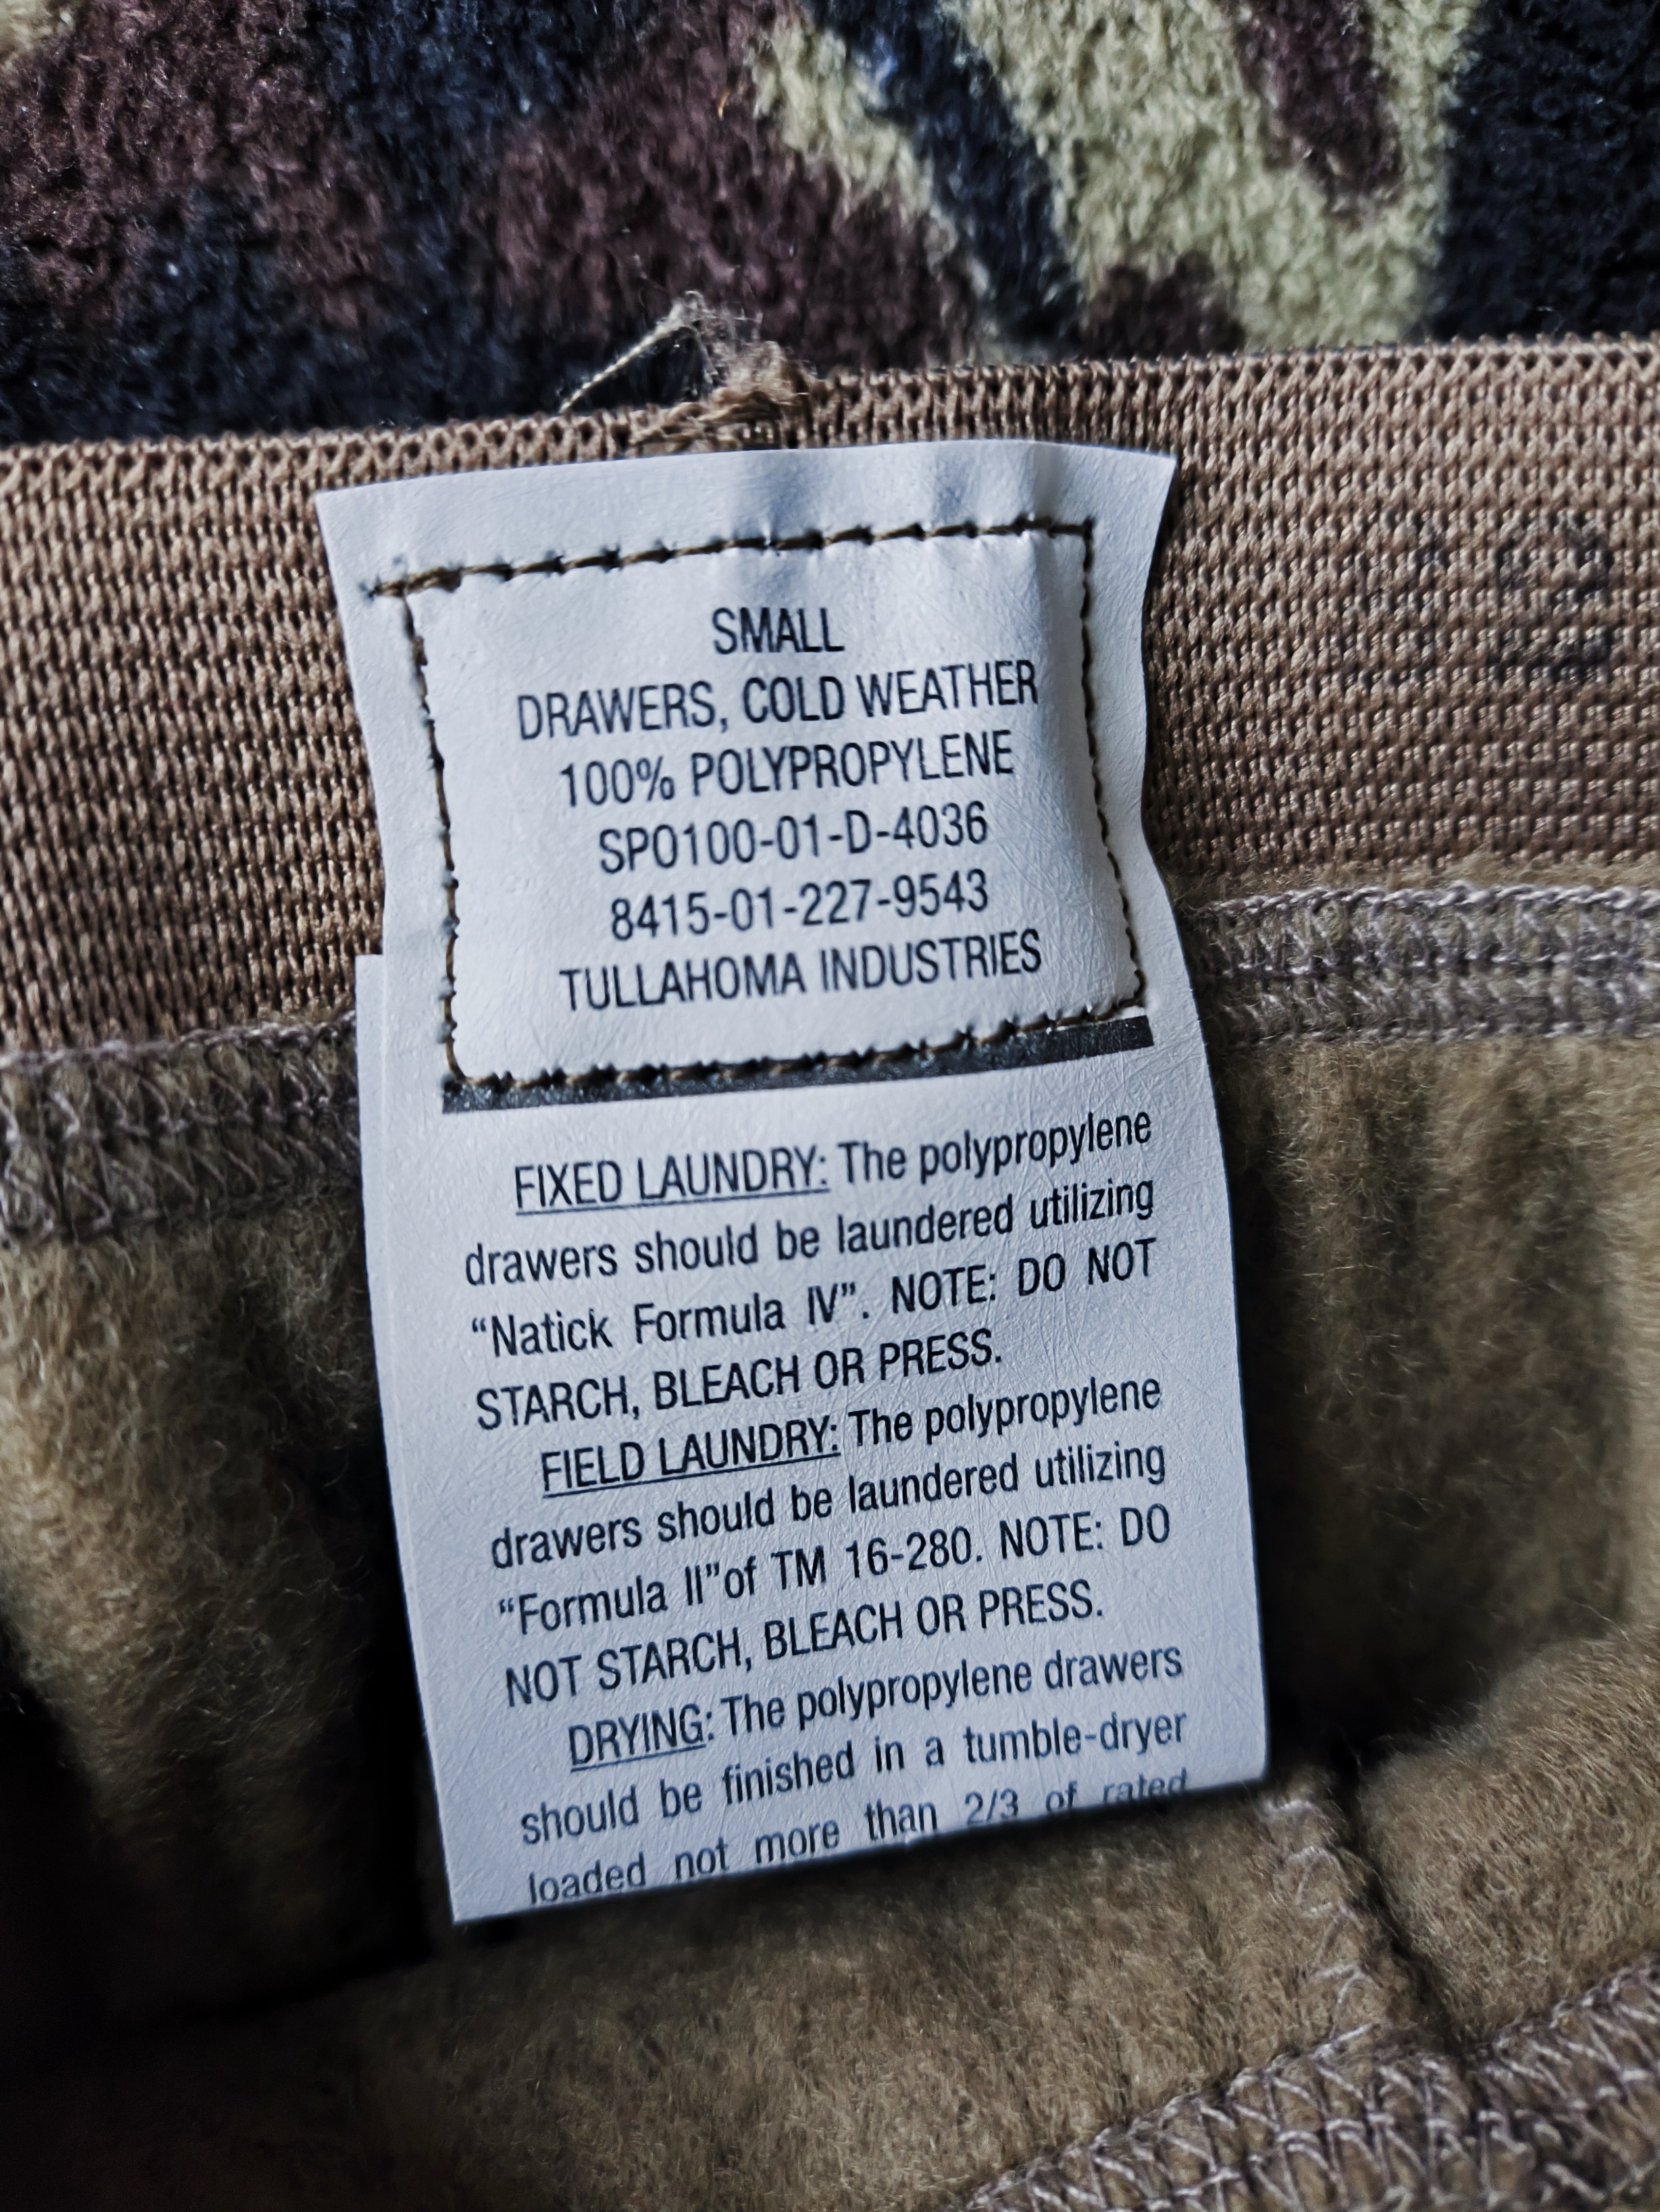 SMALL
DRAWERS, COLD WEATHER
100% POLYPROPYLENE
SPO100-01-D-4036
8415-01-227-9543
TULLAHOMA INDUSTRIES
FIXED LAUNDRY: The polypropylene
drawers should be laundered utilizing
“Natick Formula IV”. NOTE: DO NOT
STARCH, BLEACH OR PRESS.
FIELD LAUNDRY: The polypropylene
drawers should be laundered utilizing
“Formula II”of TM 16-280. NOTE: DO
NOT STARCH, BLEACH OR PRESS.
DRYING: The polypropylene drawers
should be finished in a tumble-dryer
loaded not more than 2/3 of rated